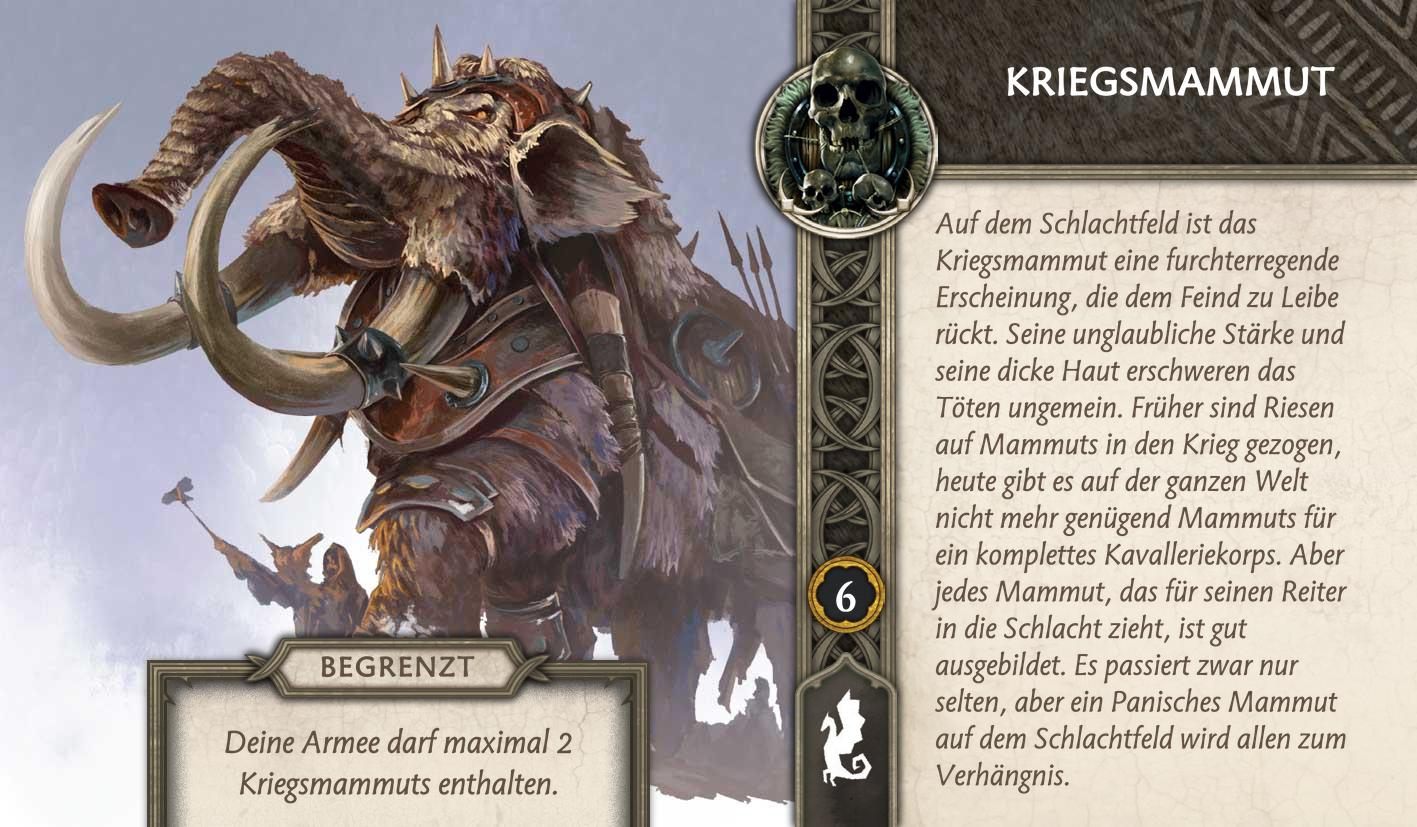 KRIEGSMAMMUT
Auf dem Schlachtfeld ist das
Kriegsmammut eine furchterregende
Erscheinung, die dem Feind zu Leibe
rückt. Seine unglaubliche Stärke und
seine dicke Haut erschweren das
Töten ungemein. Früher sind Riesen
auf Mammuts in den Krieg gezogen,
heute gibt es auf der ganzen Welt
nicht mehr genügend Mammuts für
ein komplettes Kavalleriekorps. Aber
jedes Mammut, das für seinen Reiter
in die Schlacht zieht, ist gut
ausgebildet. Es passiert zwar nur
selten, aber ein Panisches Mammut
auf dem Schlachtfeld wird allen zum
Verhängnis.
6
BEGRENZT
Deine Armee darf maximal 2
Kriegsmammuts enthalten.